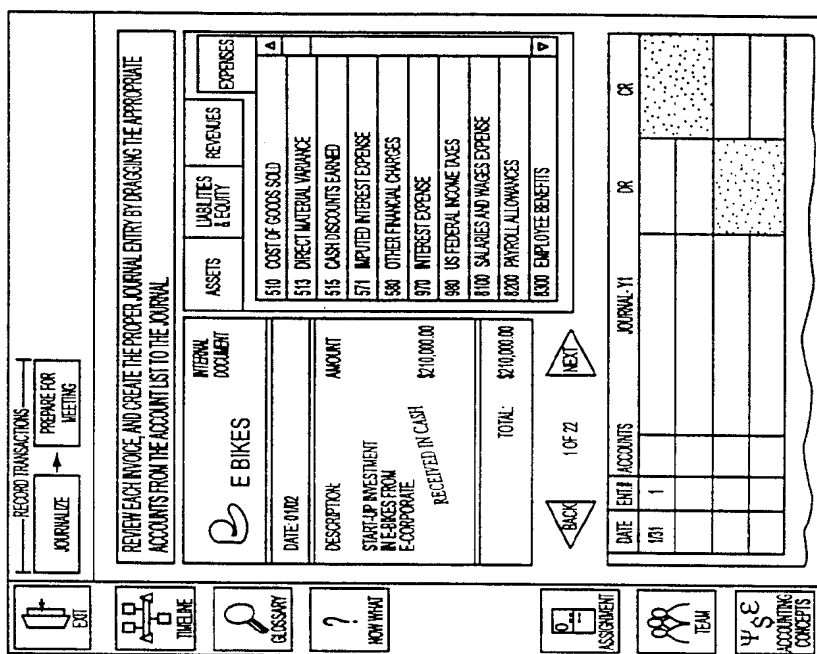 RECORD TRANSACTIONS
JOURNALIZE
PREPARE FOR
MEETING
REVIEW EACH INVOICE, AND CREATE THE PROPER JOURNAL ENTRY BY DRAGGING THE APPROPRIATE
ACCOUNTS FROM THE ACCOUNT LIST TO THE JOURNAL.
EXIT
TIMELINE
GLOSSARY
?
NOW WHAT
ASSIGNMENT
TEAM
Ψ $ ε
ACCOUNTING
CONCEPTS
E BIKES
INTERNAL
DOCUMENT
DATE: 01/02
DESCRIPTION: AMOUNT
START-UP INVESTMENT
IN E-BIKES FROM
E-CORPORATE $210,000.00
RECEIVED IN CASH
TOTAL: $210,000.00
BACK
1 OF 22
NEXT
ASSETS
LIABILITIES
& EQUITY
REVENUES
EXPENSES
510 COST OF GOODS SOLD
513 DIRECT MATERIAL VARIANCE
515 CASH DISCOUNTS EARNED
571 IMPUTED INTEREST EXPENSE
580 OTHER FINANCIAL CHARGES
970 INTEREST EXPENSE
980 US FEDERAL INCOME TAXES
8100 SALARIES AND WAGES EXPENSE
8200 PAYROLL ALLOWANCES
8300 EMPLOYEE BENEFITS
DATE ENT# ACCOUNTS JOURNAL - Y1 DR CR
1/31 1